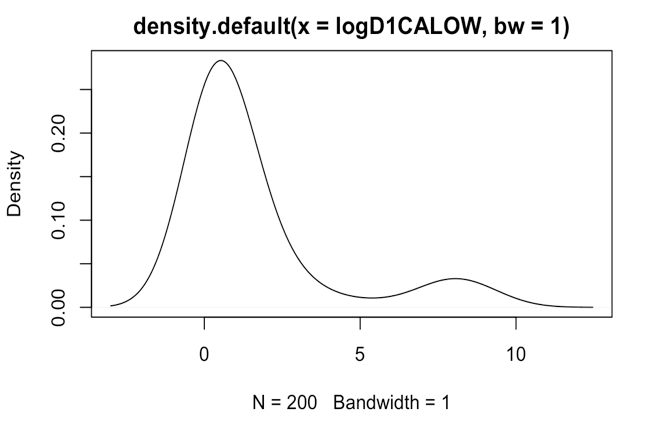 density.default(x = logD1CALOW, bw = 1)
Density
0.20
0.10
0.00
0 5 10
N = 200 Bandwidth = 1